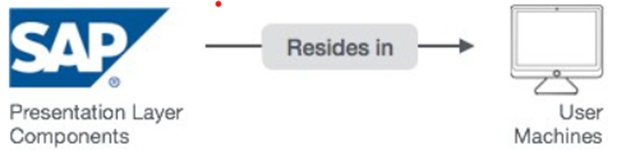 SAP
®
Resides in
Presentation Layer
Components
User
Machines